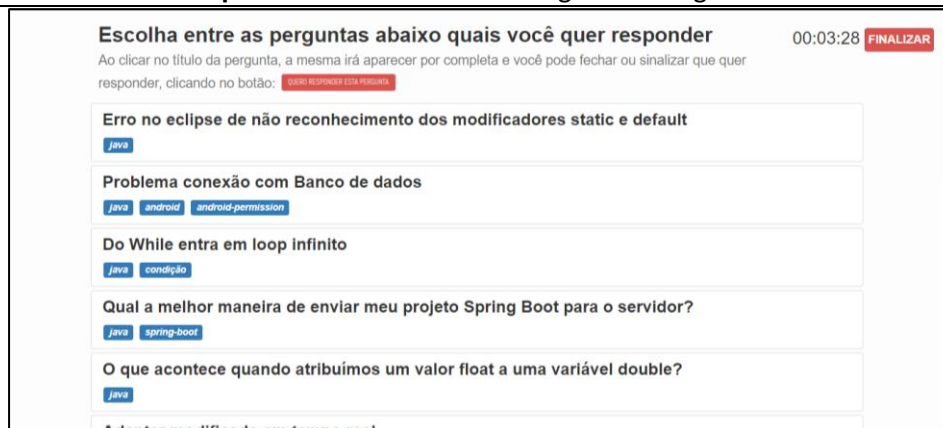 Escolha entre as perguntas abaixo quais você quer responder
00:03:28 FINALIZAR
Ao clicar no título da pergunta, a mesma irá aparecer por completa e você pode fechar ou sinalizar que quer
responder, clicando no botão: QUERO RESPONDER ESTA PERGUNTA
Erro no eclipse de não reconhecimento dos modificadores static e default
java
Problema conexão com Banco de dados
java android android-permission
Do While entra em loop infinito
java condição
Qual a melhor maneira de enviar meu projeto Spring Boot para o servidor?
java spring-boot
O que acontece quando atribuímos um valor float a uma variável double?
java